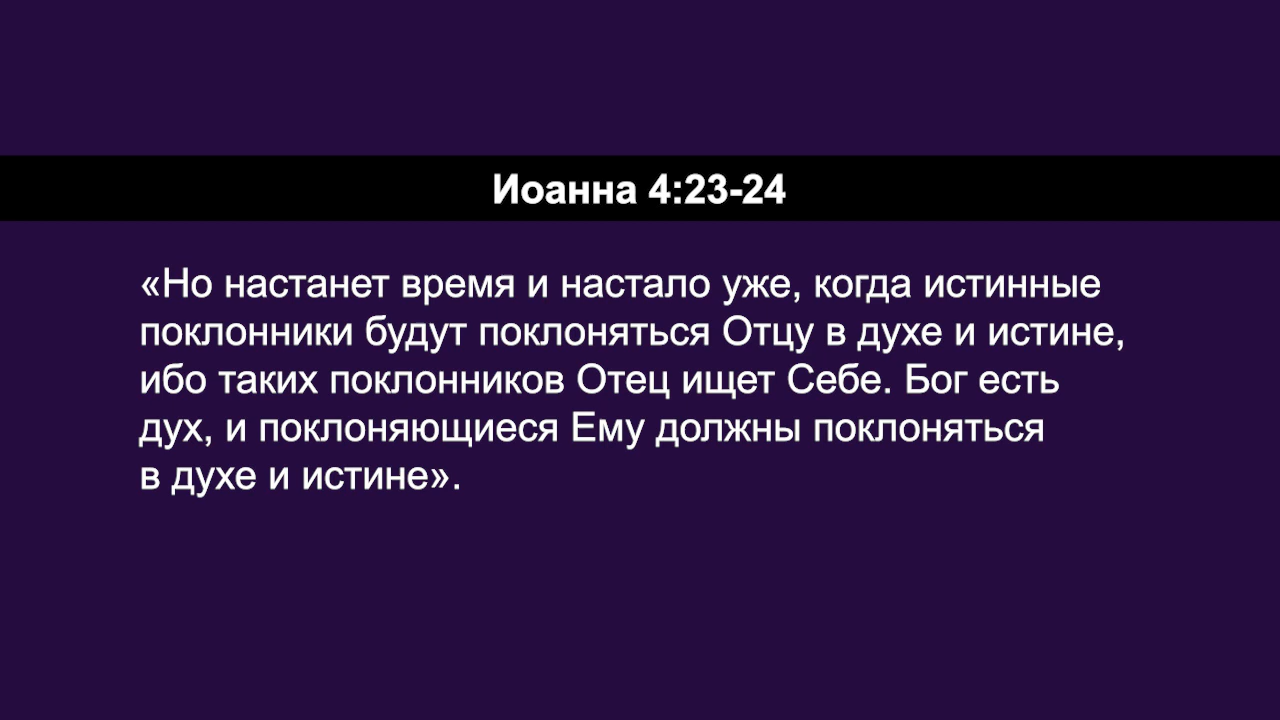 Иоанна 4:23-24
«Но настанет время и настало уже, когда истинные
поклонники будут поклоняться Отцу в духе и истине,
ибо таких поклонников Отец ищет Себе. Бог есть
дух, и поклоняющиеся Ему должны поклоняться
в духе и истине».